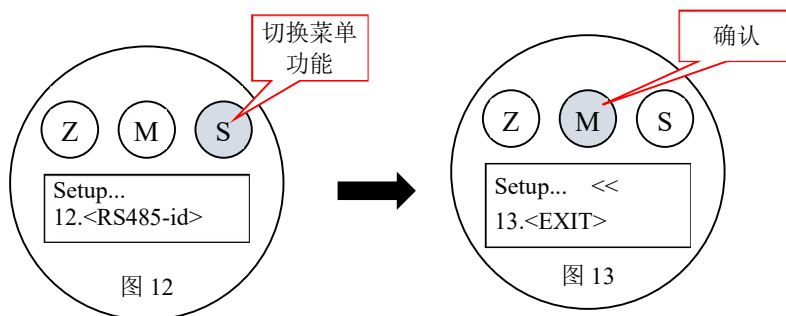 切换菜单
功能
Z M S
Setup...
12.<RS485-id>
图 12
确认
Z M S
Setup... <<
13.<EXIT>
图 13